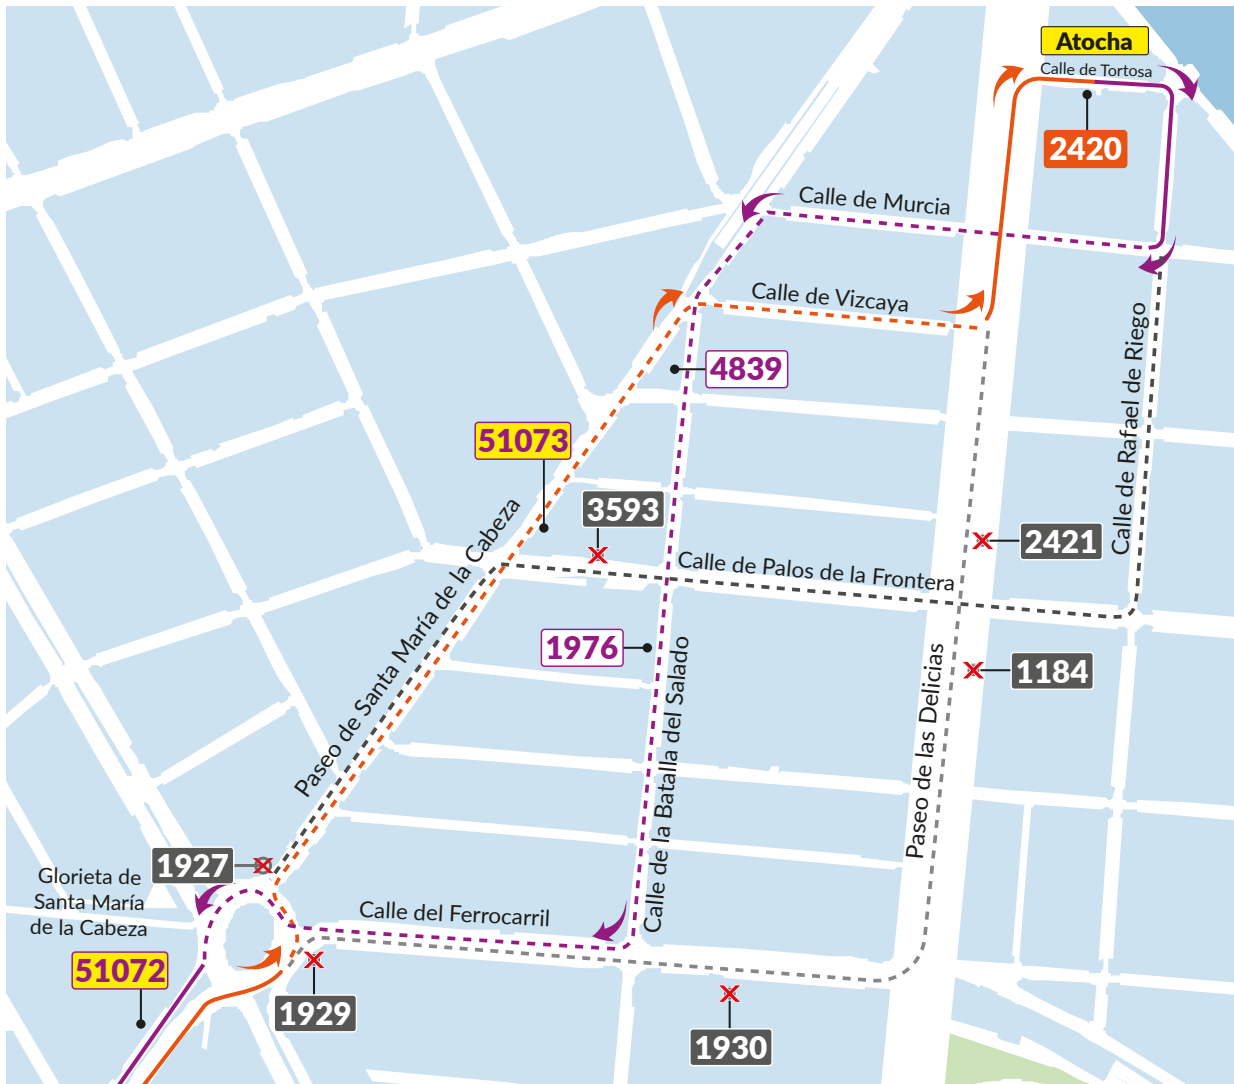 Atocha
Calle de Tortosa
2420
Calle de Murcia
Calle de Vizcaya
4839
Calle de Rafael de Riego
51073
3593
2421
Paseo de Santa María de la Cabeza
Calle de Palos de la Frontera
1976
1184
Calle de la Batalla del Salado
Paseo de las Delicias
1927
Glorieta de
Santa María
de la Cabeza
Calle del Ferrocarril
51072
1929
1930